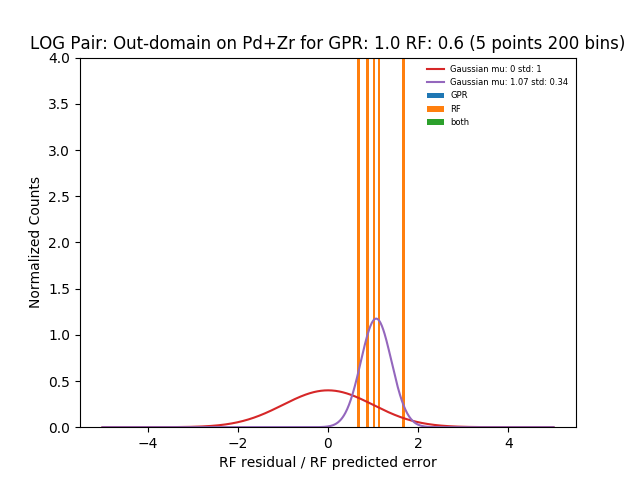 LOG Pair: Out-domain on Pd+Zr for GPR: 1.0 RF: 0.6 (5 points 200 bins)
4.0
3.5
3.0
2.5
2.0
1.5
1.0
0.5
0.0
Normalized Counts
Gaussian mu: 0 std: 1
Gaussian mu: 1.07 std: 0.34
GPR
RF
both
−4
−2
0
2
4
RF residual / RF predicted error